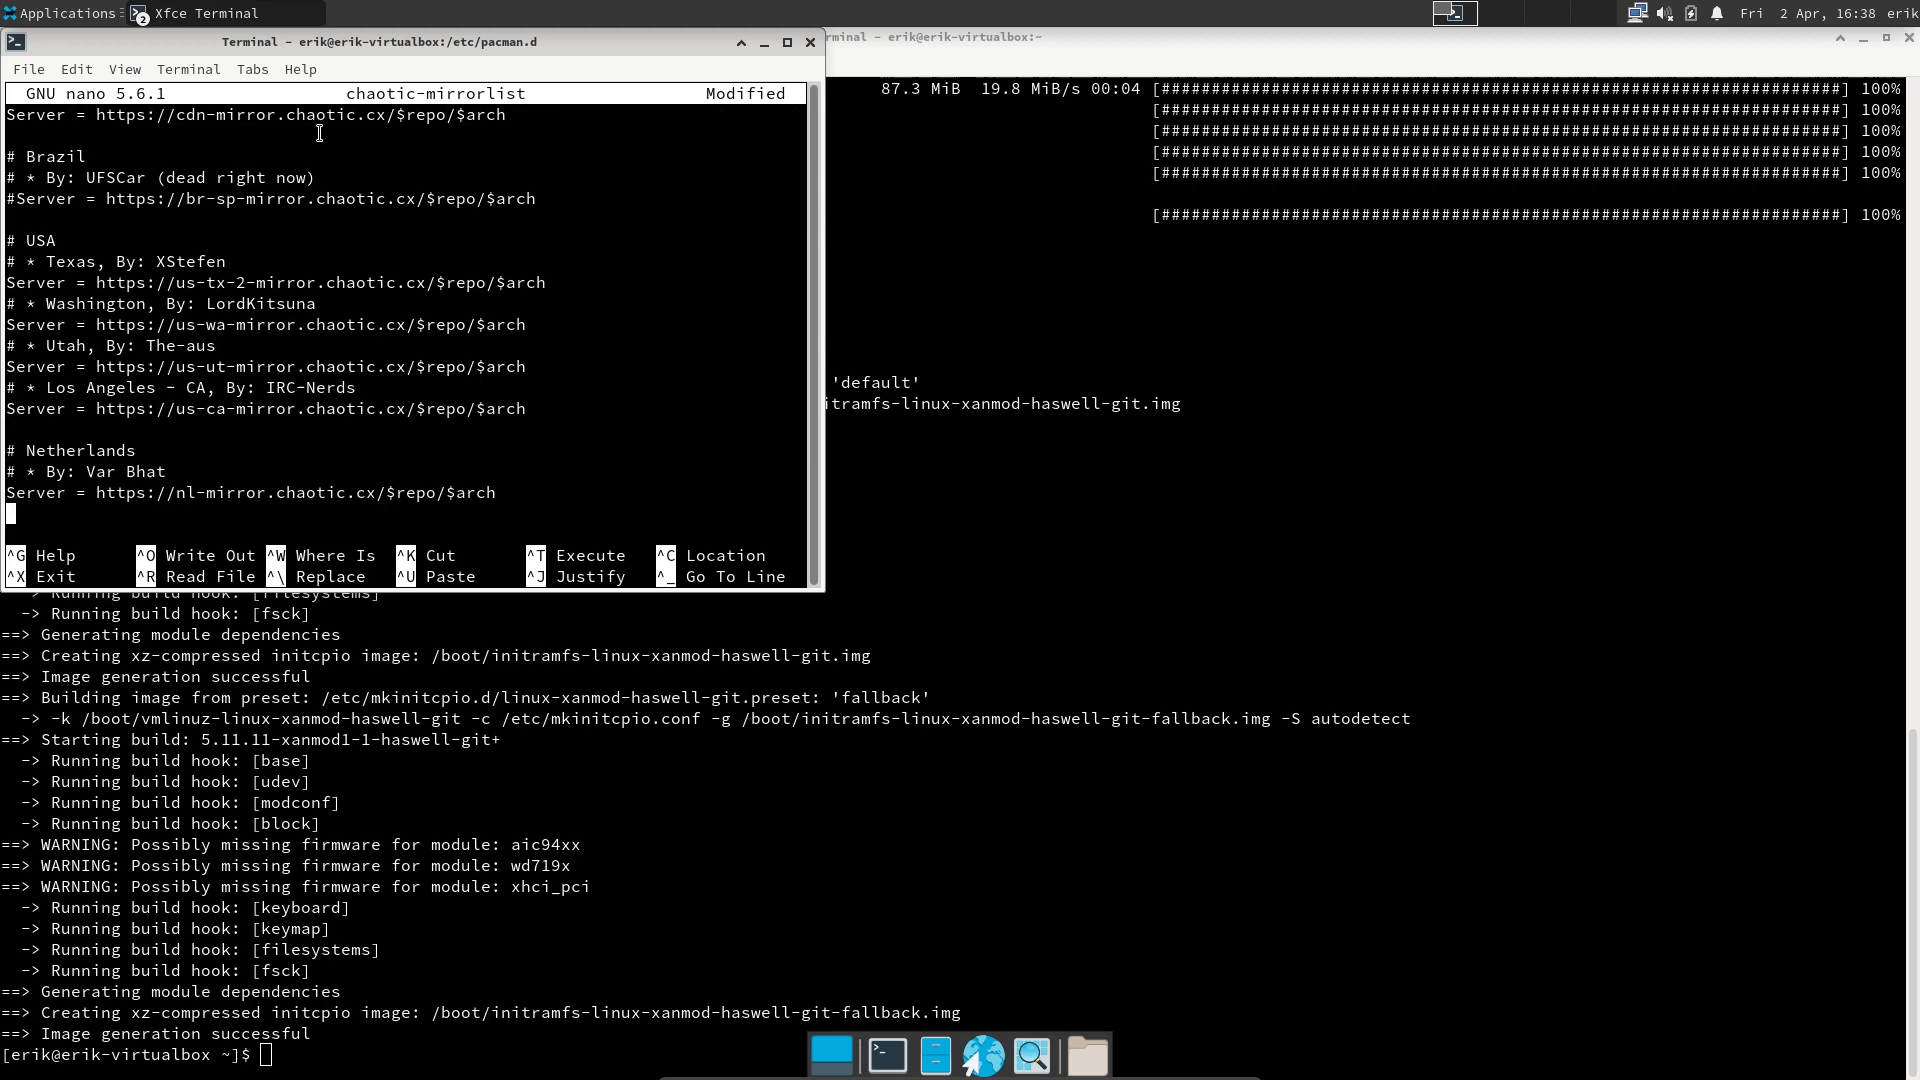 Applications
2
Xfce Terminal
Fri  2 Apr, 16:38
erik
Terminal - erik@erik-virtualbox:/etc/pacman.d
rminal - erik@erik-virtualbox:~
File Edit View Terminal Tabs Help
GNU nano 5.6.1 chaotic-mirrorlist Modified
Server = https://cdn-mirror.chaotic.cx/$repo/$arch
# Brazil
# * By: UFSCar (dead right now)
#Server = https://br-sp-mirror.chaotic.cx/$repo/$arch
# USA
# * Texas, By: XStefen
Server = https://us-tx-2-mirror.chaotic.cx/$repo/$arch
# * Washington, By: LordKitsuna
Server = https://us-wa-mirror.chaotic.cx/$repo/$arch
# * Utah, By: The-aus
Server = https://us-ut-mirror.chaotic.cx/$repo/$arch
# * Los Angeles - CA, By: IRC-Nerds
Server = https://us-ca-mirror.chaotic.cx/$repo/$arch
# Netherlands
# * By: Var Bhat
Server = https://nl-mirror.chaotic.cx/$repo/$arch
^G Help ^O Write Out ^W Where Is ^K Cut ^T Execute ^C Location
^X Exit ^R Read File ^\ Replace ^U Paste ^J Justify ^_ Go To Line
87.3 MiB  19.8 MiB/s 00:04 [####################################################################] 100%
[####################################################################] 100%
[####################################################################] 100%
[####################################################################] 100%
[####################################################################] 100%
[####################################################################] 100%
'default'
itramfs-linux-xanmod-haswell-git.img
-> Running build hook: [filesystems]
-> Running build hook: [fsck]
==> Generating module dependencies
==> Creating xz-compressed initcpio image: /boot/initramfs-linux-xanmod-haswell-git.img
==> Image generation successful
==> Building image from preset: /etc/mkinitcpio.d/linux-xanmod-haswell-git.preset: 'fallback'
-> -k /boot/vmlinuz-linux-xanmod-haswell-git -c /etc/mkinitcpio.conf -g /boot/initramfs-linux-xanmod-haswell-git-fallback.img -S autodetect
==> Starting build: 5.11.11-xanmod1-1-haswell-git+
-> Running build hook: [base]
-> Running build hook: [udev]
-> Running build hook: [modconf]
-> Running build hook: [block]
==> WARNING: Possibly missing firmware for module: aic94xx
==> WARNING: Possibly missing firmware for module: wd719x
==> WARNING: Possibly missing firmware for module: xhci_pci
-> Running build hook: [keyboard]
-> Running build hook: [keymap]
-> Running build hook: [filesystems]
-> Running build hook: [fsck]
==> Generating module dependencies
==> Creating xz-compressed initcpio image: /boot/initramfs-linux-xanmod-haswell-git-fallback.img
==> Image generation successful
[erik@erik-virtualbox ~]$